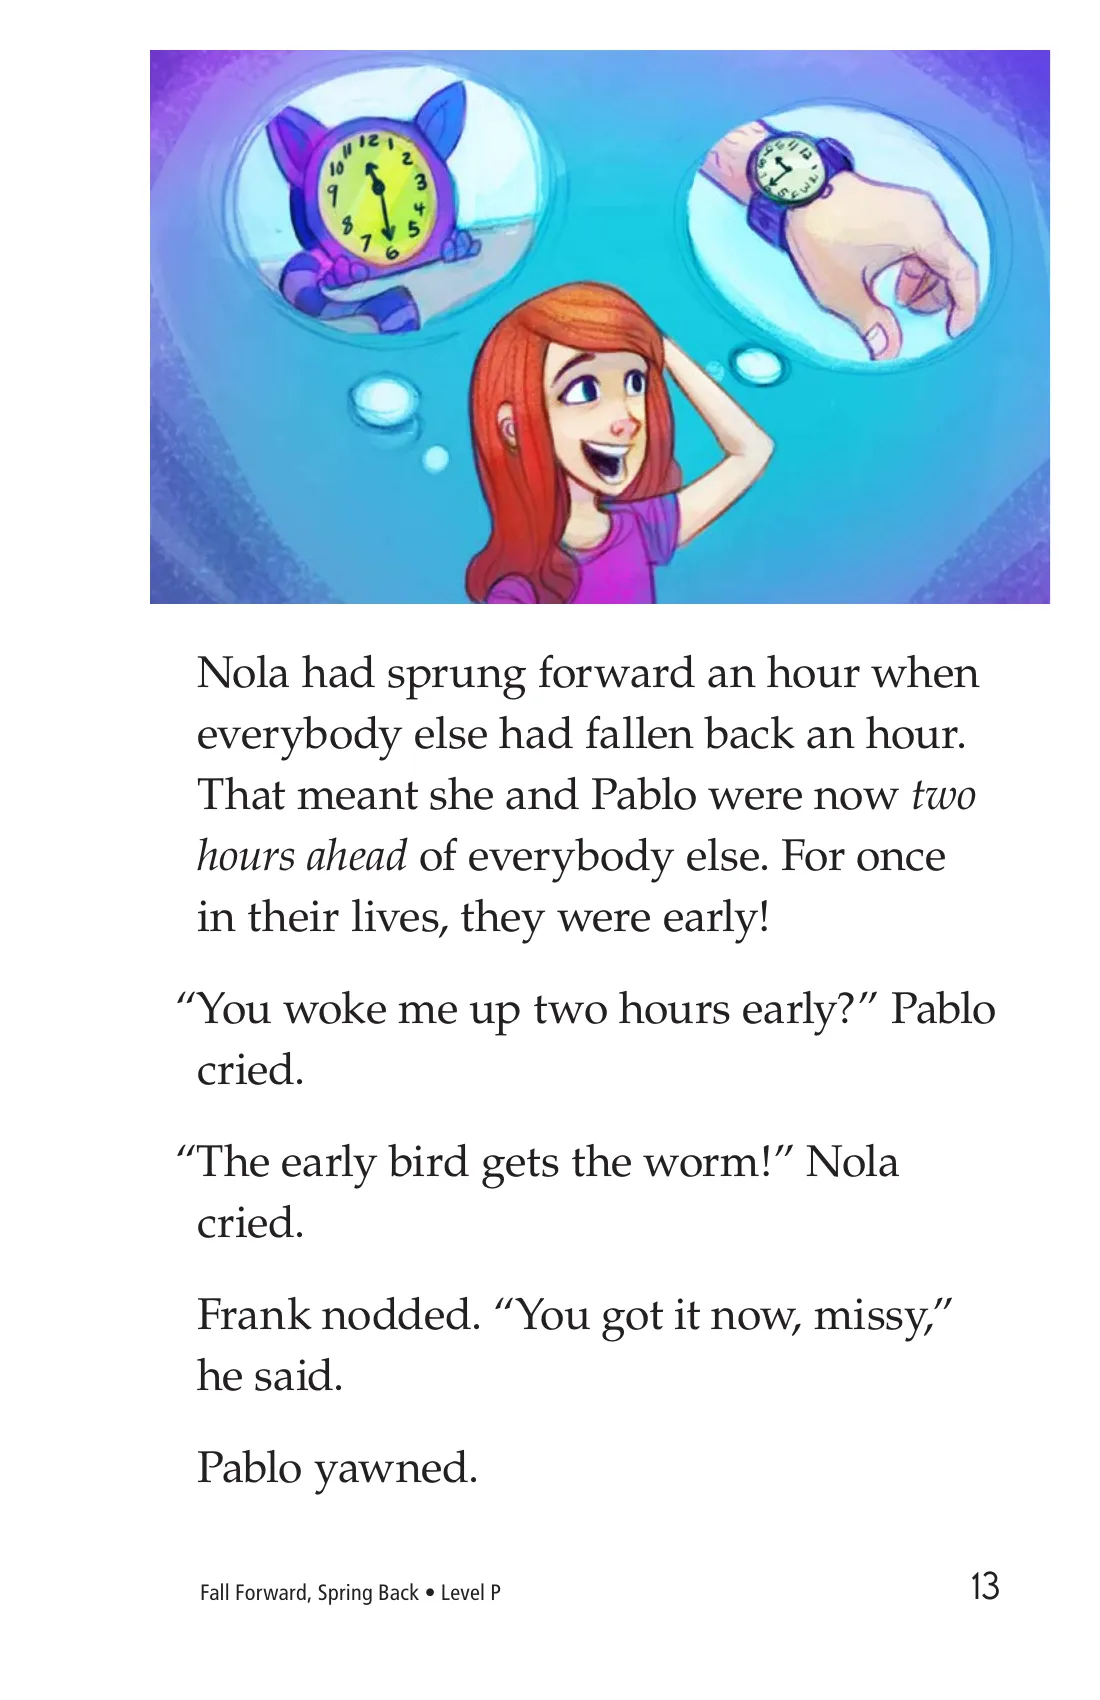 12
11 1
10 2
9 3
8 4
7 5
6
Nola had sprung forward an hour when
everybody else had fallen back an hour.
That meant she and Pablo were now two
hours ahead of everybody else. For once
in their lives, they were early!
“You woke me up two hours early?” Pablo
cried.
“The early bird gets the worm!” Nola
cried.
Frank nodded. “You got it now, missy,”
he said.
Pablo yawned.
Fall Forward, Spring Back • Level P
13